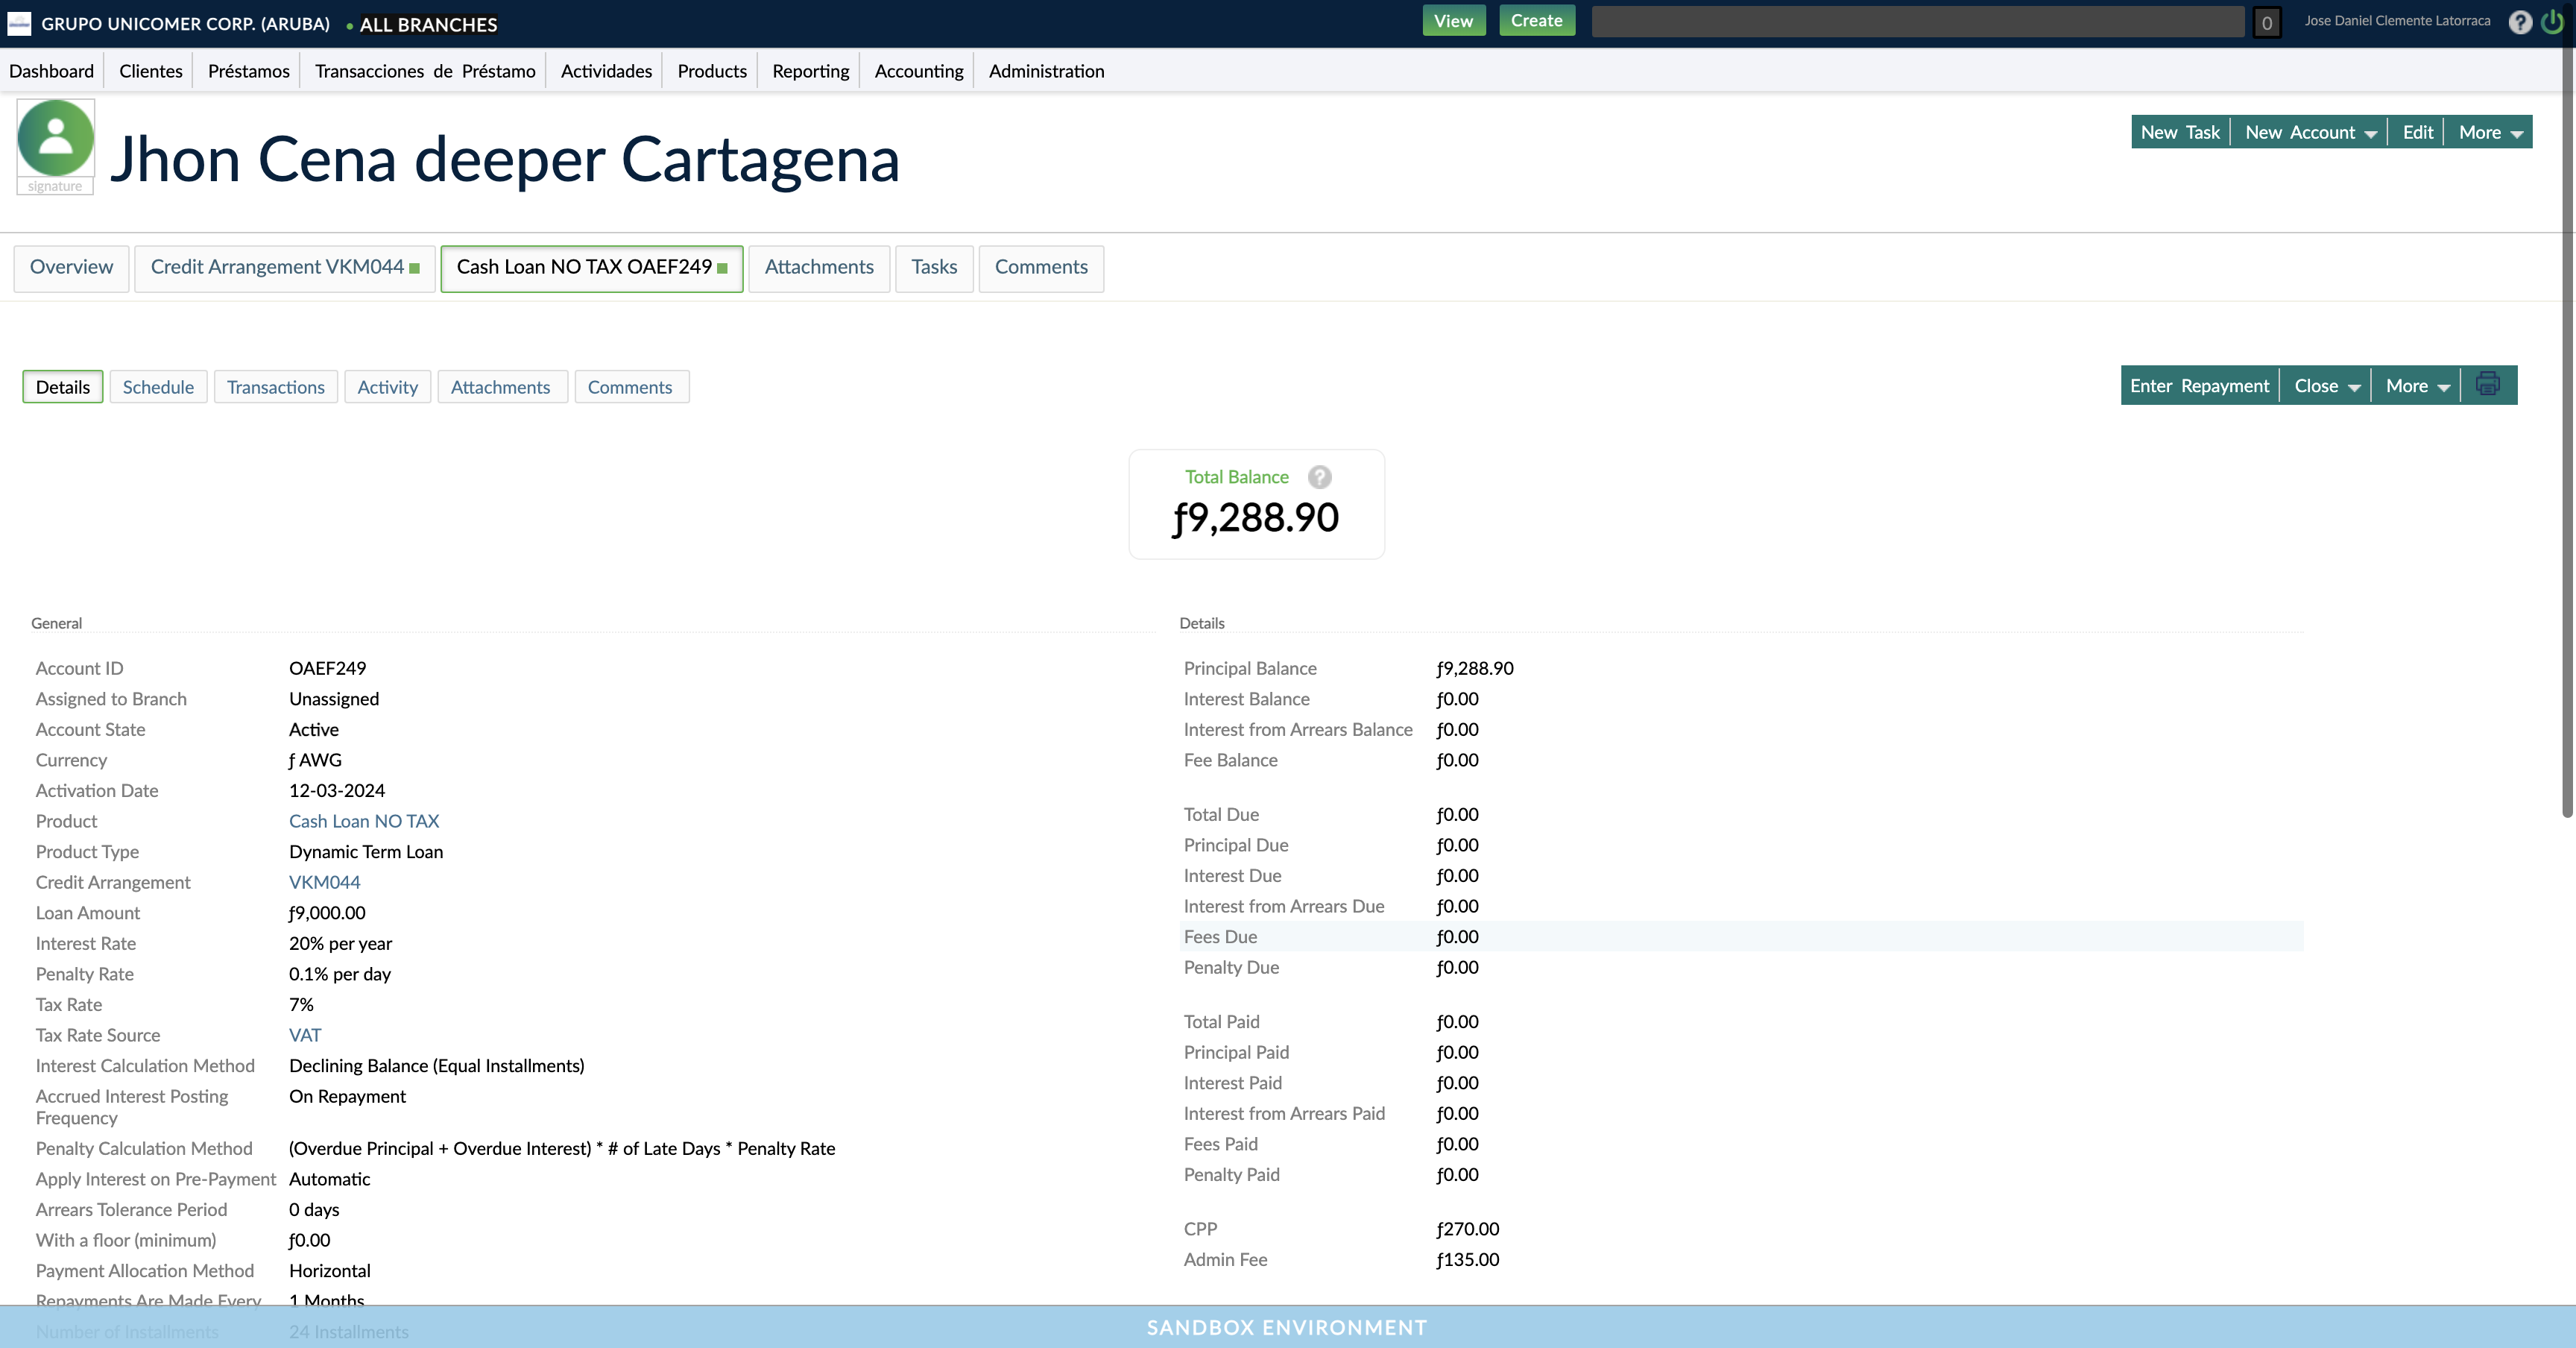 GRUPO UNICOMER CORP. (ARUBA) • ALL BRANCHES View Create 0 Jose Daniel Clemente Latorraca ?
Dashboard Clientes Préstamos Transacciones de Préstamo Actividades Products Reporting Accounting Administration
signature
Jhon Cena deeper Cartagena
New Task New Account Edit More
Overview Credit Arrangement VKM044 Cash Loan NO TAX OAEF249 Attachments Tasks Comments
Details Schedule Transactions Activity Attachments Comments
Enter Repayment Close More
Total Balance ?
ƒ9,288.90
General
Account ID OAEF249
Assigned to Branch Unassigned
Account State Active
Currency ƒ AWG
Activation Date 12-03-2024
Product Cash Loan NO TAX
Product Type Dynamic Term Loan
Credit Arrangement VKM044
Loan Amount ƒ9,000.00
Interest Rate 20% per year
Penalty Rate 0.1% per day
Tax Rate 7%
Tax Rate Source VAT
Interest Calculation Method Declining Balance (Equal Installments)
Accrued Interest Posting Frequency On Repayment
Penalty Calculation Method (Overdue Principal + Overdue Interest) * # of Late Days * Penalty Rate
Apply Interest on Pre-Payment Automatic
Arrears Tolerance Period 0 days
With a floor (minimum) ƒ0.00
Payment Allocation Method Horizontal
Repayments Are Made Every 1 Months
Number of Installments 24 Installments
Details
Principal Balance ƒ9,288.90
Interest Balance ƒ0.00
Interest from Arrears Balance ƒ0.00
Fee Balance ƒ0.00
Total Due ƒ0.00
Principal Due ƒ0.00
Interest Due ƒ0.00
Interest from Arrears Due ƒ0.00
Fees Due ƒ0.00
Penalty Due ƒ0.00
Total Paid ƒ0.00
Principal Paid ƒ0.00
Interest Paid ƒ0.00
Interest from Arrears Paid ƒ0.00
Fees Paid ƒ0.00
Penalty Paid ƒ0.00
CPP ƒ270.00
Admin Fee ƒ135.00
SANDBOX ENVIRONMENT